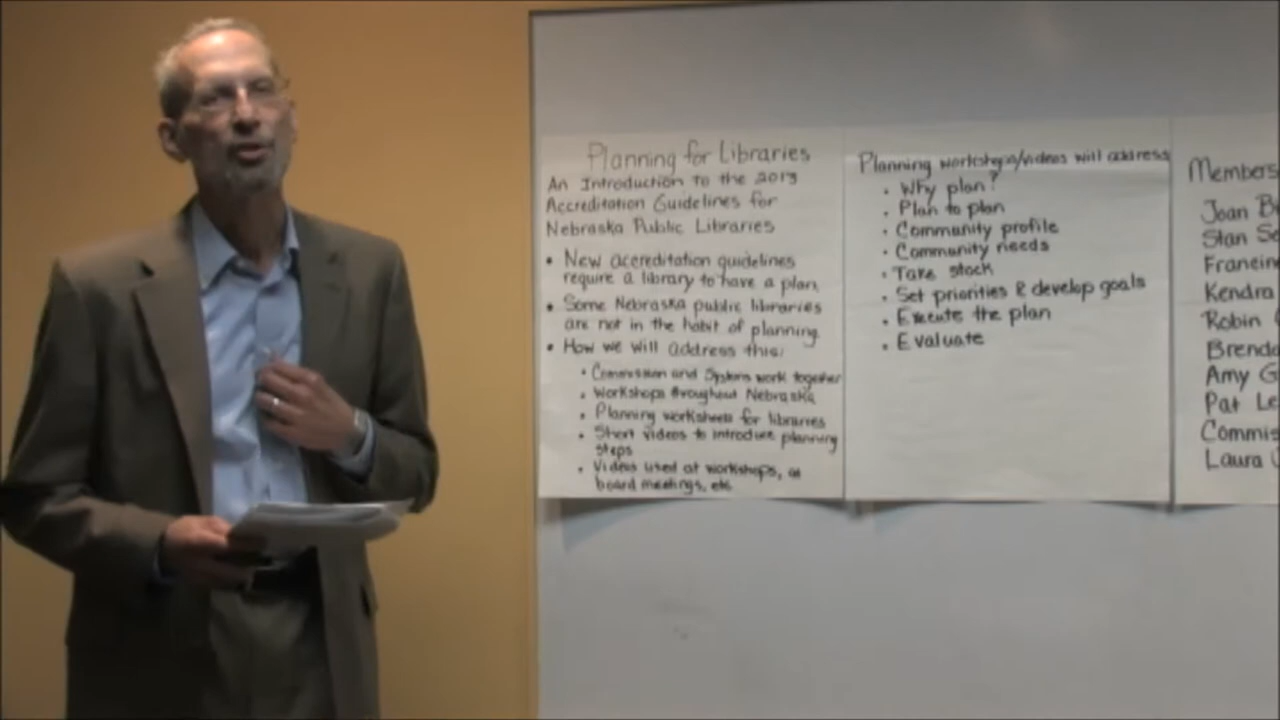 Planning for Libraries
An Introduction to the 2013
Accreditation Guidelines for
Nebraska Public Libraries
• New accreditation guidelines
require a library to have a plan.
• Some Nebraska public libraries
are not in the habit of planning.
• How we will address this:
• Commission and Systems work together
• Workshops throughout Nebraska
• Planning worksheets for libraries
• Short videos to introduce planning
steps
• Videos used at workshops, at
board meetings, etc.
Planning workshops/videos will address
• Why plan?
• Plan to plan
• Community profile
• Community needs
• Take stock
• Set priorities & develop goals
• Execute the plan
• Evaluate
Members
Joan
Stan
Francine
Kendra
Robin
Brenda
Amy G
Pat Le
Commis
Laura